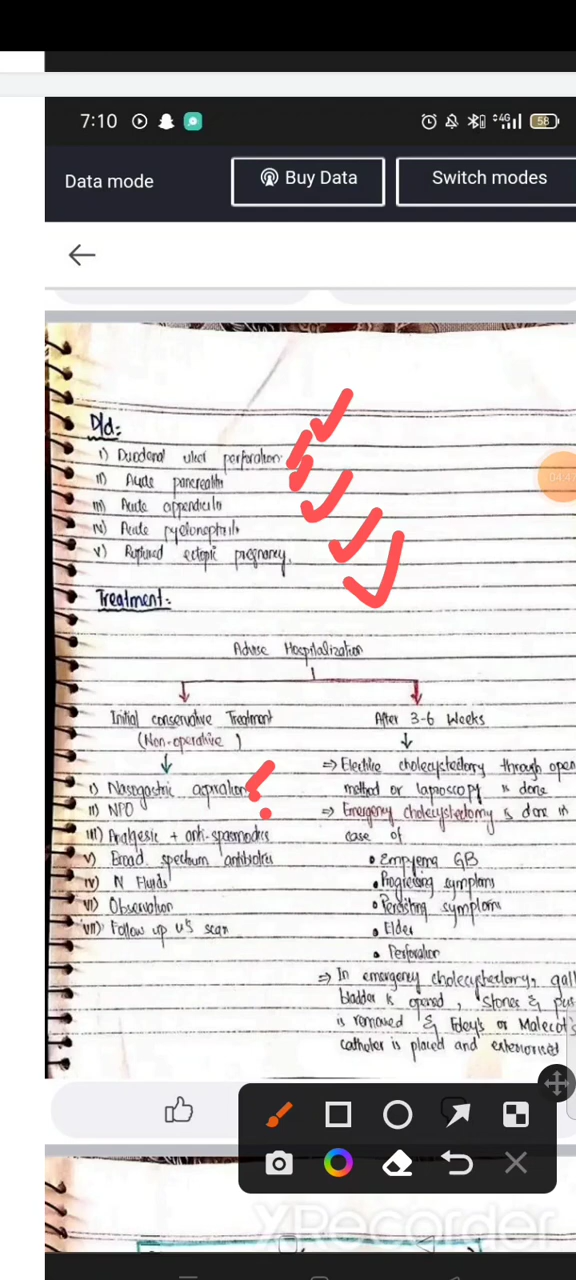 7:10
4G
58
Data mode
Buy Data
Switch modes
D/d:
i) Duodenal ulcer perforation
ii) Acute pancreatitis
iii) Acute appendicitis
iv) Acute pyelonephritis
v) Ruptured ectopic pregnancy.
04:47
Treatment:
Advise Hospitalization
Initial conservative Treatment
(Non-operative)
i) Nasogastric aspiration
ii) NPO
iii) Analgesic + anti-spasmodics
v) Broad spectrum antibiotics
iv) IV Fluids
vi) Observation
vii) Follow up U's scan
After 3-6 Weeks
⇒ Elective cholecystectomy through open
method or laposcopy is done
⇒ Emergency cholecystectomy is done in
case of
• Empyema GB
• Progressing symptoms
• Persisting symptoms
• Elder
• Perforation
⇒ In emergency cholecystectomy, gall
bladder is opened, stones & pus
is removed & Foley's or Malecot's
catheter is placed and exteriorised
XRecorder